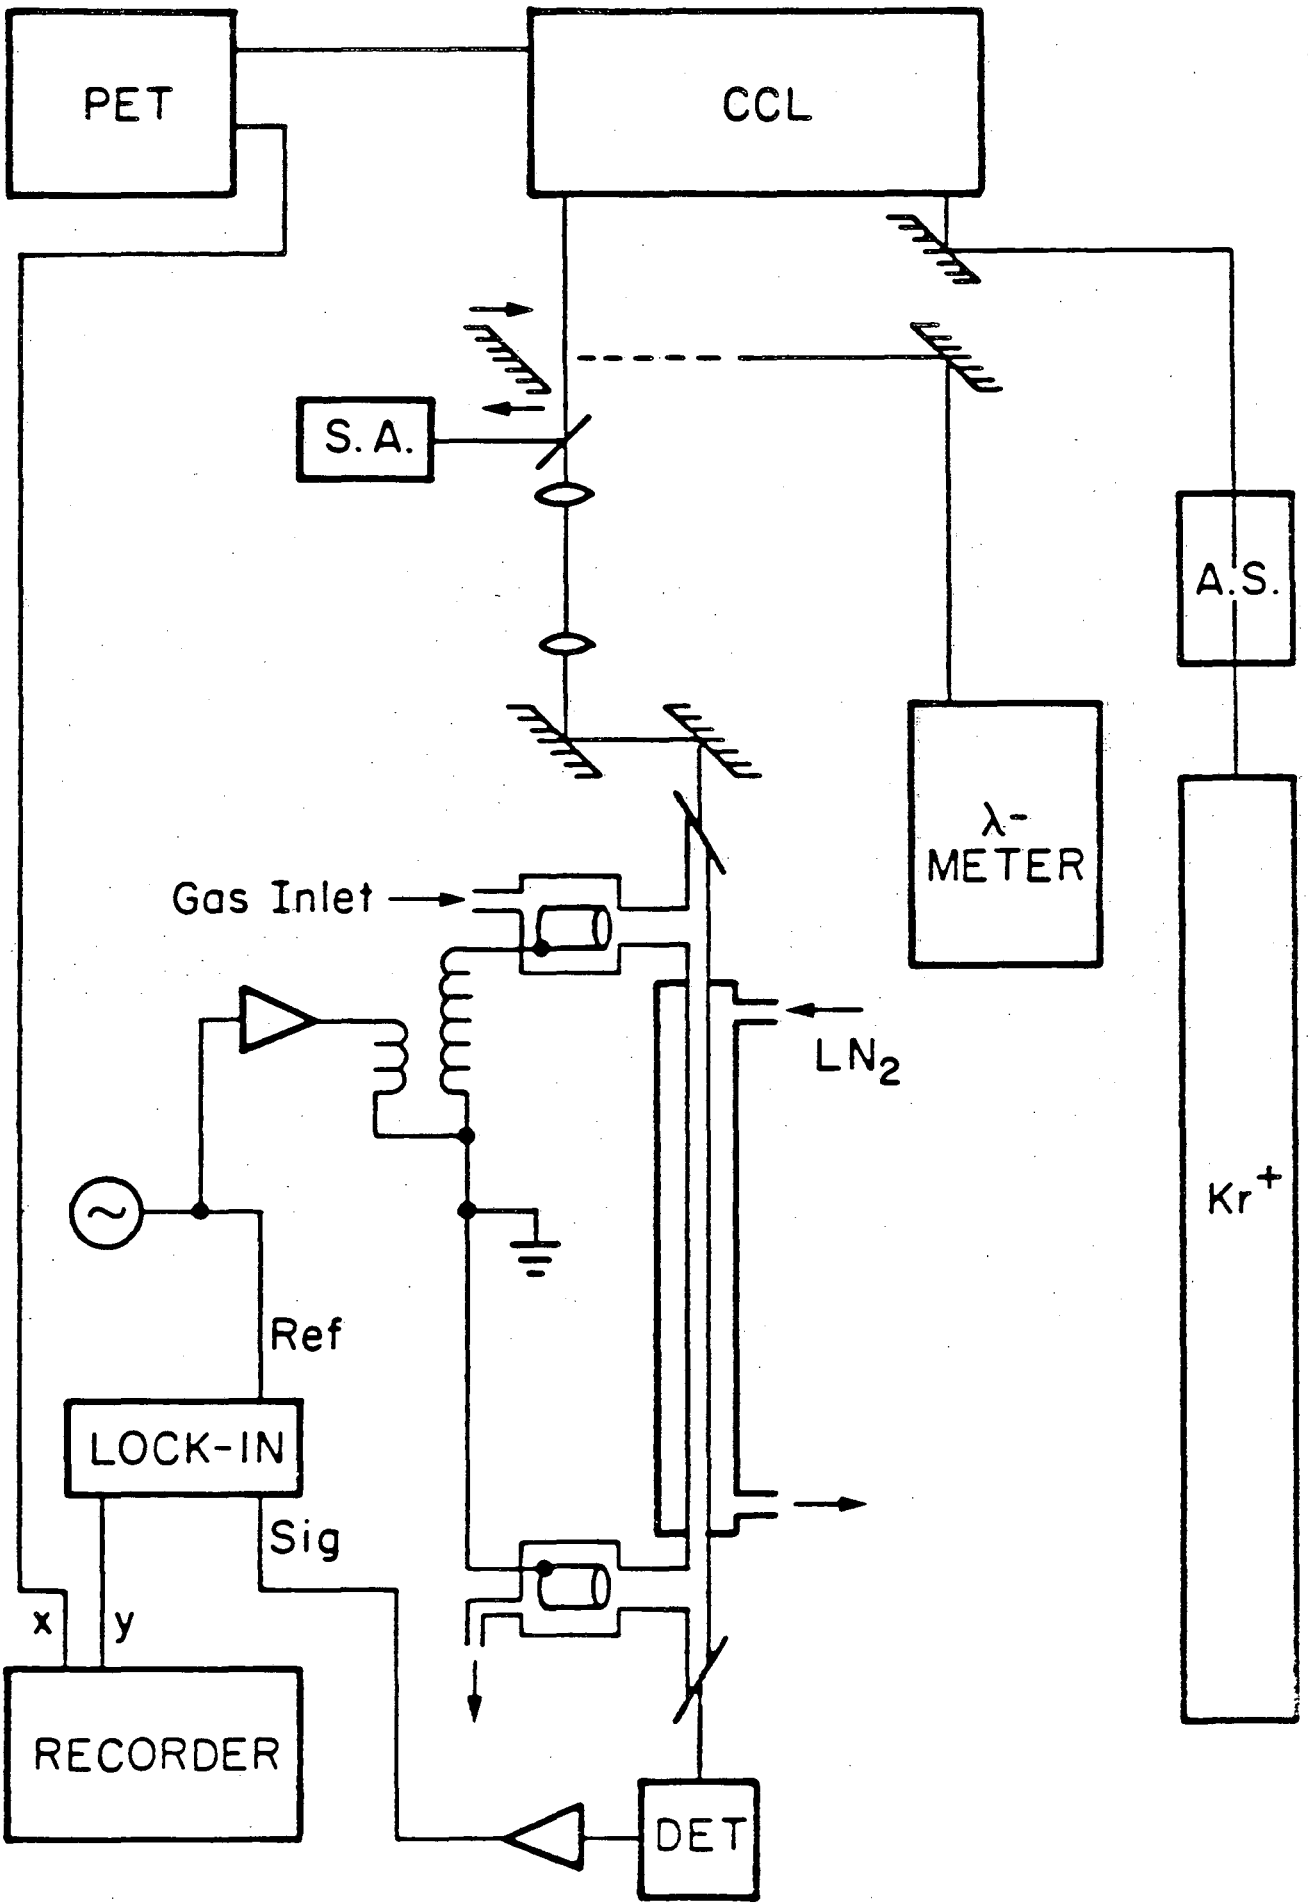 PET
CCL
S.A.
A.S.
λ-
METER
Gas Inlet
LN2
Kr+
~
Ref
LOCK-IN
Sig
x
y
RECORDER
DET